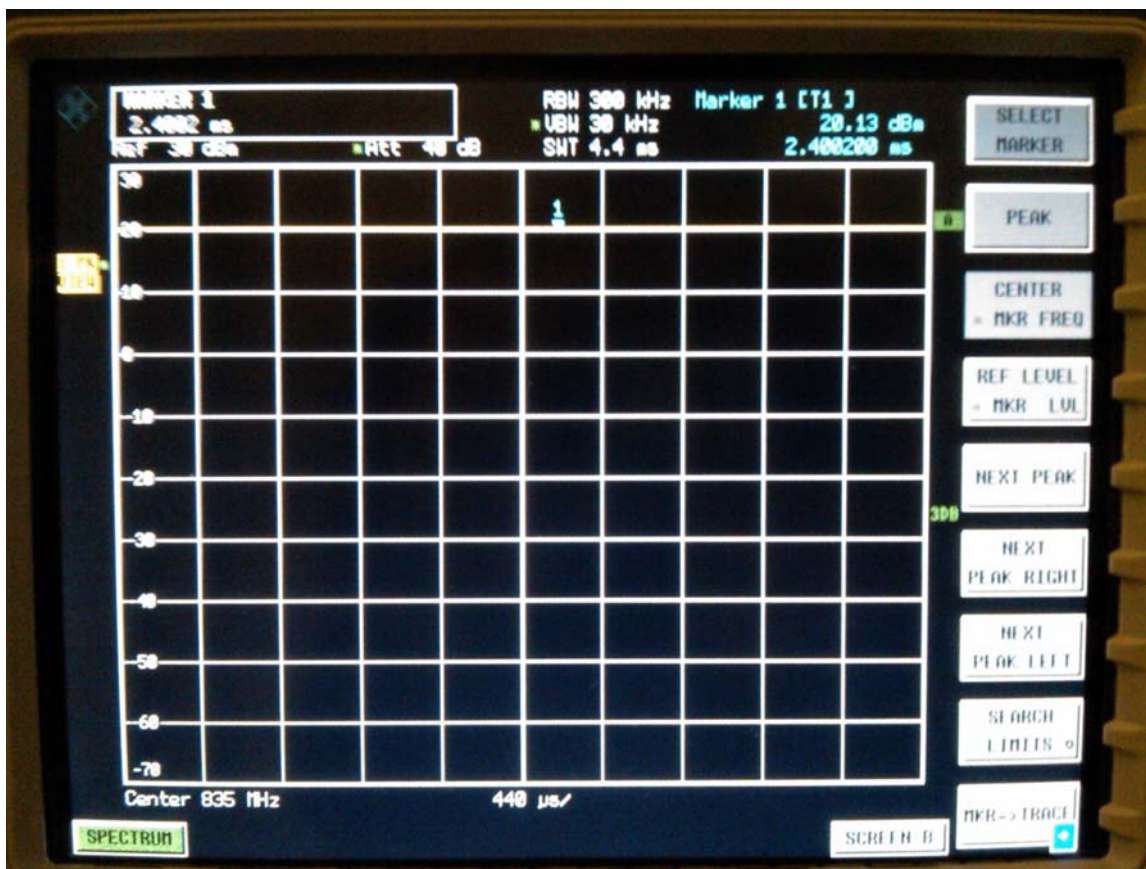 MARKER 1
2.4002 ms
Ref 30 dBm
*Att 40 dB
RBW 300 kHz
*VBW 30 kHz
SWT 4.4 ms
Marker 1 [T1 ]
20.13 dBm
2.400200 ms
30
20
10
0
-10
-20
-30
-40
-50
-60
-70
1
A
VIEW
3DB
Center 835 MHz
440 µs/
SPECTRUM
SCREEN B
SELECT
MARKER
PEAK
CENTER
= MKR FREQ
REF LEVEL
= MKR LVL
NEXT PEAK
NEXT
PEAK RIGHT
NEXT
PEAK LEFT
SEARCH
LIMITS
MKR->TRACE